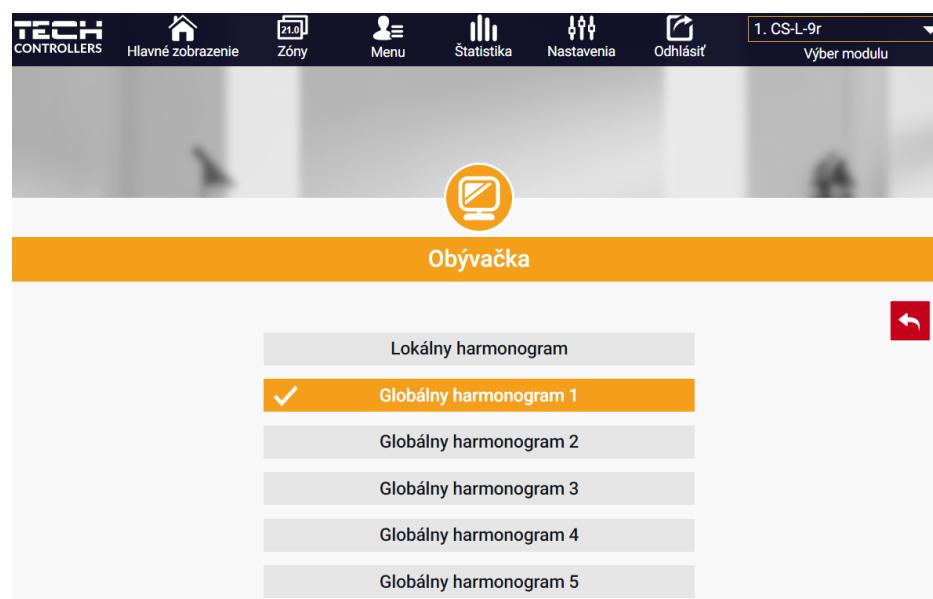 TECH
CONTROLLERS
Hlavné zobrazenie
21.0
Zóny
Menu
Štatistika
Nastavenia
Odhlásiť
1. CS-L-9r
Výber modulu
Obývačka
Lokálny harmonogram
Globálny harmonogram 1
Globálny harmonogram 2
Globálny harmonogram 3
Globálny harmonogram 4
Globálny harmonogram 5